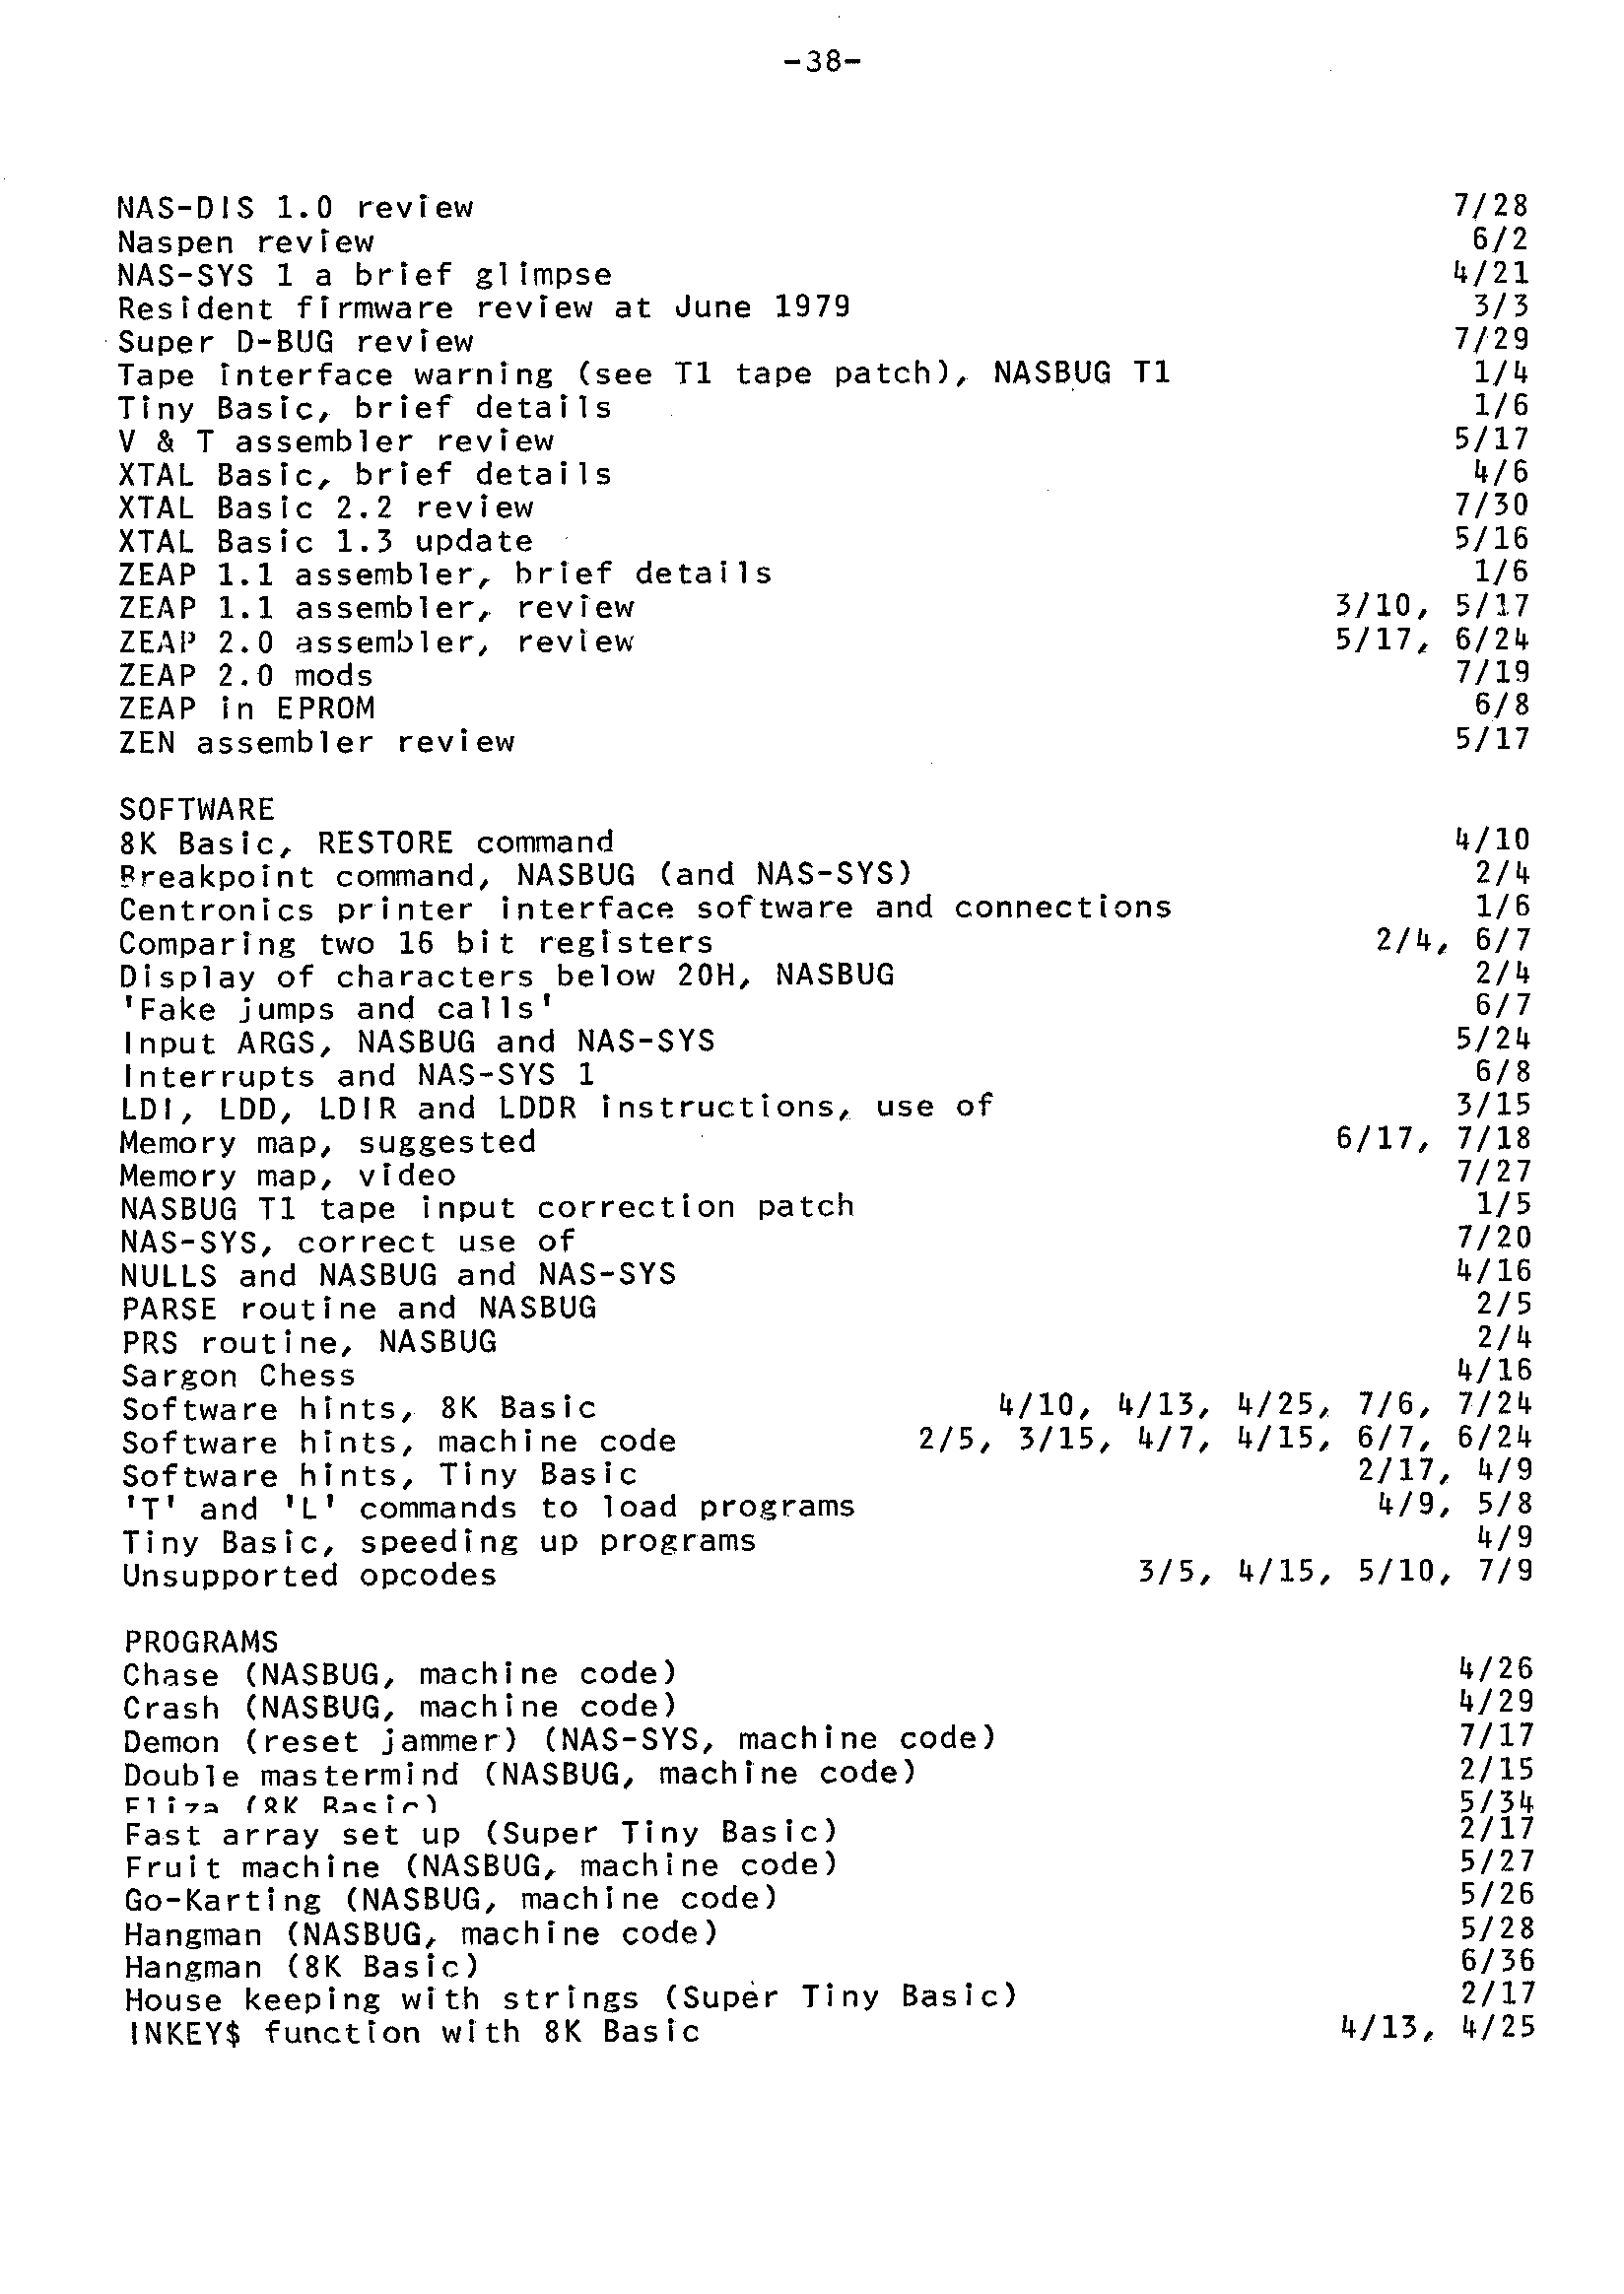 -38-
NAS-DIS 1.0 review 7/28
Naspen review 6/2
NAS-SYS 1 a brief glimpse 4/21
Resident firmware review at June 1979 3/3
Super D-BUG review 7/29
Tape interface warning (see T1 tape patch), NASBUG T1 1/4
Tiny Basic, brief details 1/6
V & T assembler review 5/17
XTAL Basic, brief details 4/6
XTAL Basic 2.2 review 7/30
XTAL Basic 1.3 update 5/16
ZEAP 1.1 assembler, brief details 1/6
ZEAP 1.1 assembler, review 3/10, 5/17
ZEAP 2.0 assembler, review 5/17, 6/24
ZEAP 2.0 mods 7/19
ZEAP in EPROM 6/8
ZEN assembler review 5/17
SOFTWARE
8K Basic, RESTORE command 4/10
Breakpoint command, NASBUG (and NAS-SYS) 2/4
Centronics printer interface software and connections 1/6
Comparing two 16 bit registers 2/4, 6/7
Display of characters below 20H, NASBUG 2/4
'Fake jumps and calls' 6/7
Input ARGS, NASBUG and NAS-SYS 5/24
Interrupts and NAS-SYS 1 6/8
LDI, LDD, LDIR and LDDR instructions, use of 3/15
Memory map, suggested 6/17, 7/18
Memory map, video 7/27
NASBUG T1 tape input correction patch 1/5
NAS-SYS, correct use of 7/20
NULLS and NASBUG and NAS-SYS 4/16
PARSE routine and NASBUG 2/5
PRS routine, NASBUG 2/4
Sargon Chess 4/16
Software hints, 8K Basic 4/10, 4/13, 4/25, 7/6, 7/24
Software hints, machine code 2/5, 3/15, 4/7, 4/15, 6/7, 6/24
Software hints, Tiny Basic 2/17, 4/9
'T' and 'L' commands to load programs 4/9, 5/8
Tiny Basic, speeding up programs 4/9
Unsupported opcodes 3/5, 4/15, 5/10, 7/9
PROGRAMS
Chase (NASBUG, machine code) 4/26
Crash (NASBUG, machine code) 4/29
Demon (reset jammer) (NAS-SYS, machine code) 7/17
Double mastermind (NASBUG, machine code) 2/15
Eliza (8K Basic) 5/34
Fast array set up (Super Tiny Basic) 2/17
Fruit machine (NASBUG, machine code) 5/27
Go-Karting (NASBUG, machine code) 5/26
Hangman (NASBUG, machine code) 5/28
Hangman (8K Basic) 6/36
House keeping with strings (Super Tiny Basic) 2/17
INKEY$ function with 8K Basic 4/13, 4/25